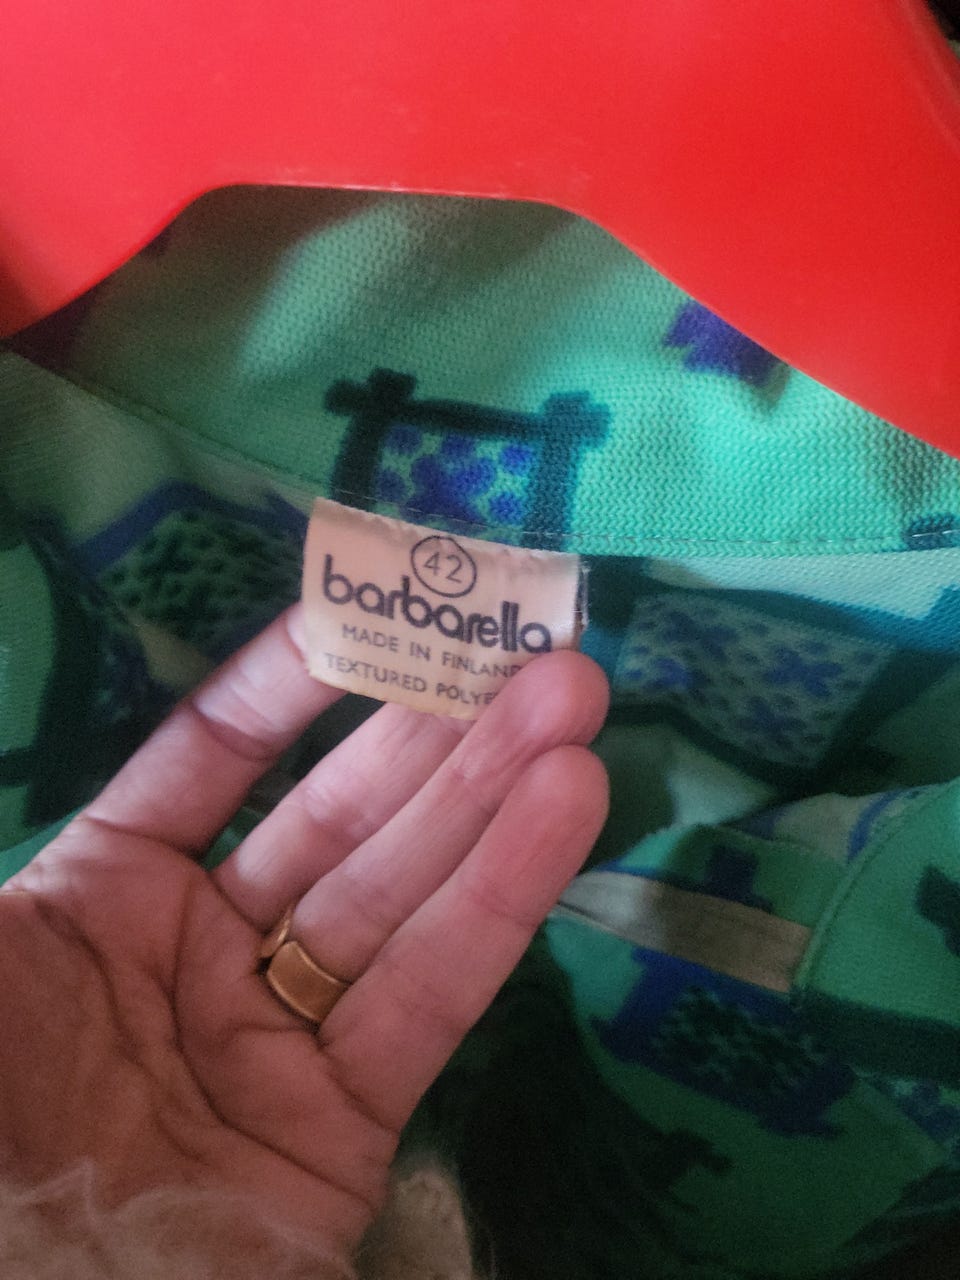 42
barbarella
MADE IN FINLAND
TEXTURED